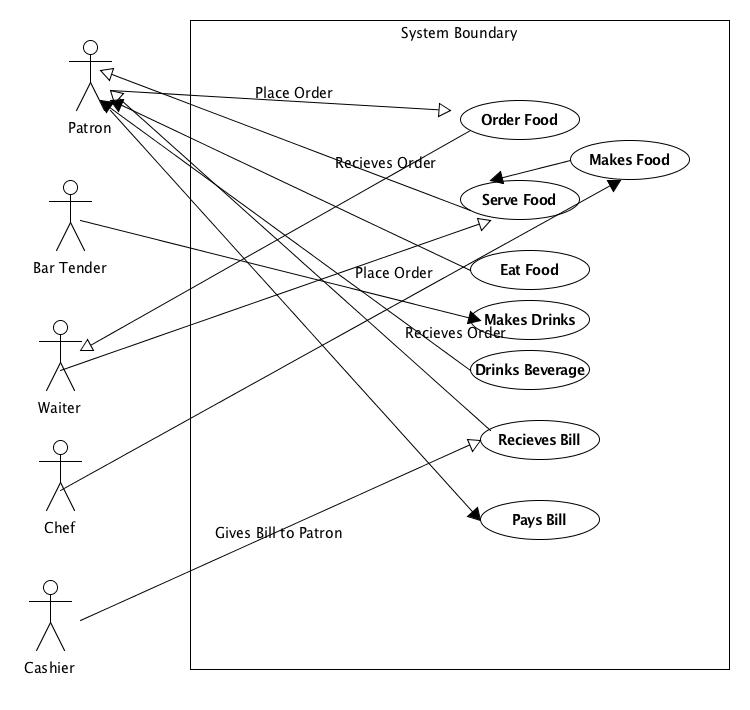 System Boundary
Place Order
Order Food
Patron
Recieves Order
Makes Food
Serve Food
Bar Tender
Place Order
Eat Food
Makes Drinks
Recieves Order
Drinks Beverage
Waiter
Recieves Bill
Chef
Gives Bill to Patron
Pays Bill
Cashier